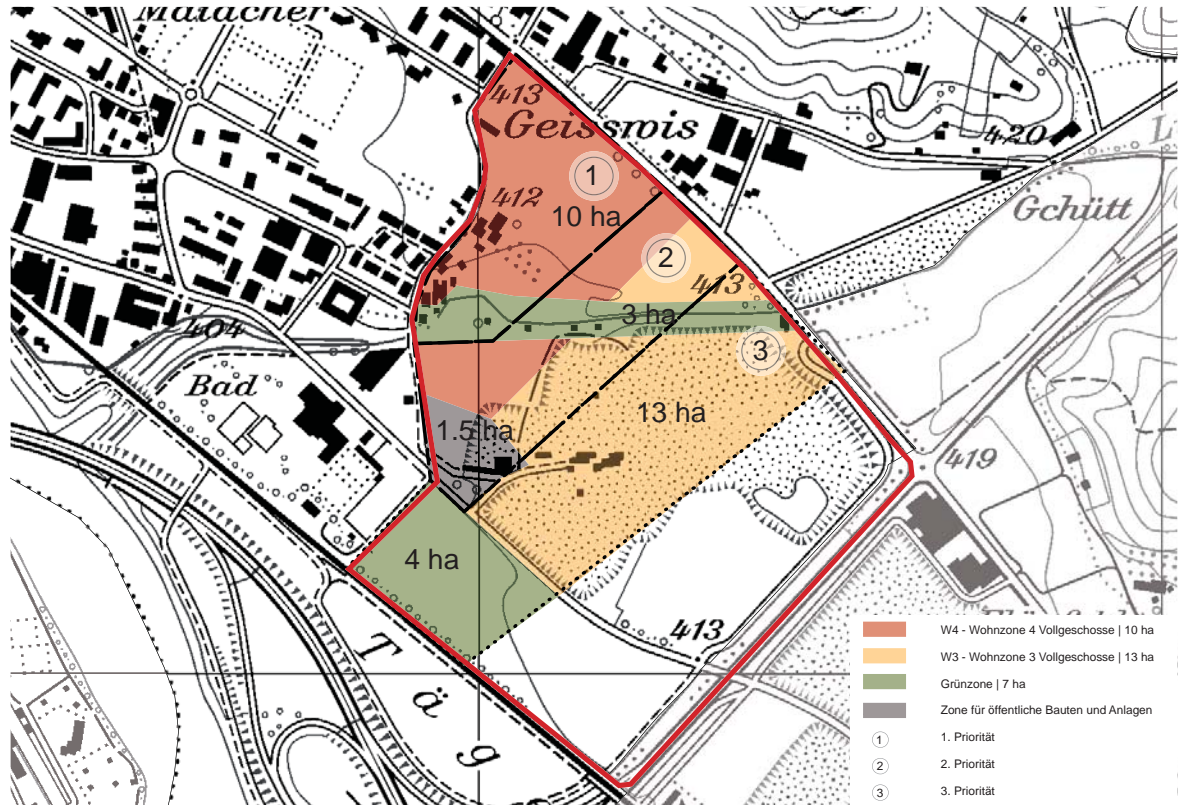 Matacher
413
Geissmis
1
412
10 ha
420
Gchütt
2
413
3 ha
404
3
Bad
13 ha
1.5 ha
419
4 ha
413
T
ä
g
W4 - Wohnzone 4 Vollgeschosse | 10 ha
W3 - Wohnzone 3 Vollgeschosse | 13 ha
Grünzone | 7 ha
Zone für öffentliche Bauten und Anlagen
1 1. Priorität
2 2. Priorität
3 3. Priorität